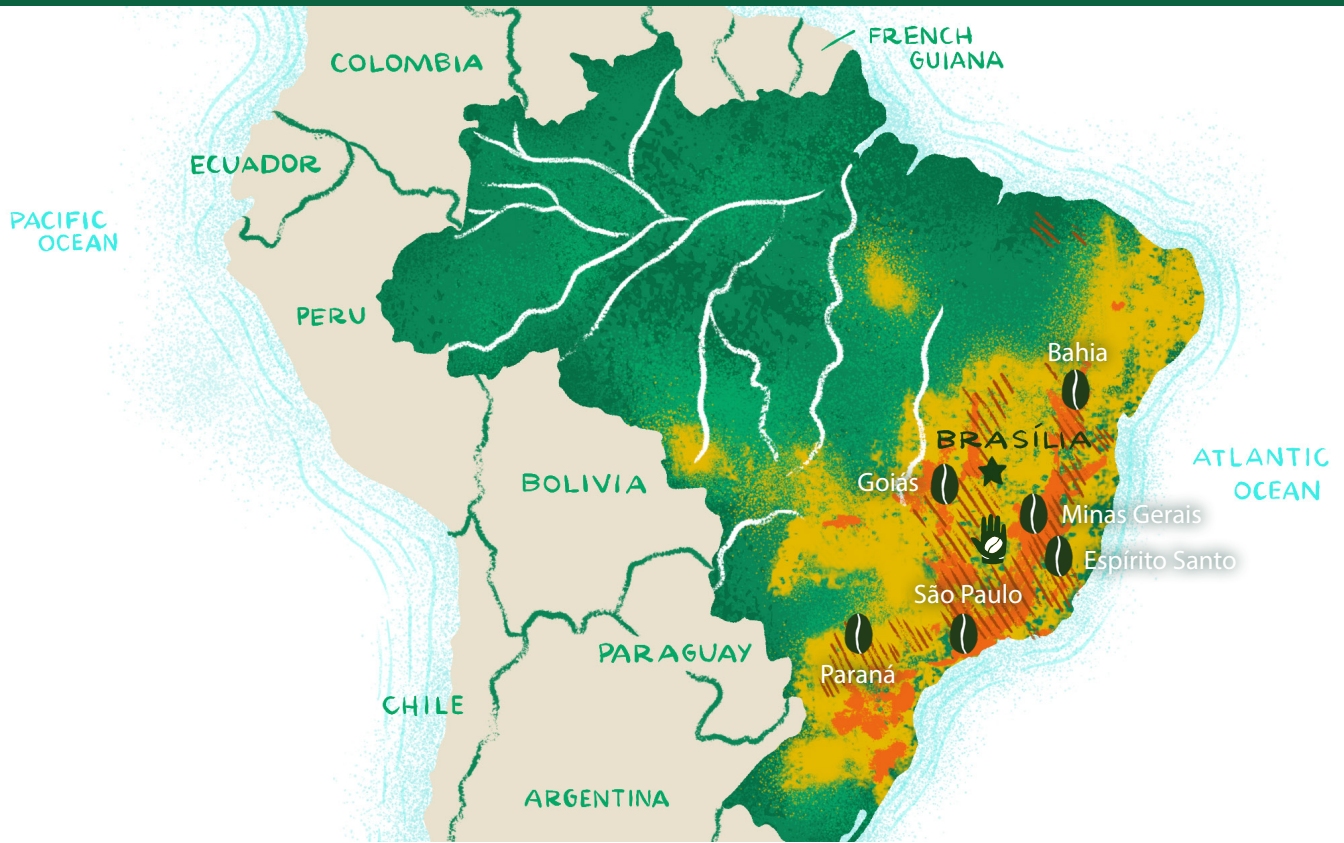 FRENCH
GUIANA
COLOMBIA
ECUADOR
PACIFIC
OCEAN
PERU
Bahia
BRASÍLIA
ATLANTIC
OCEAN
Goiás
BOLIVIA
Minas Gerais
Espírito Santo
São Paulo
PARAGUAY
Paraná
CHILE
ARGENTINA